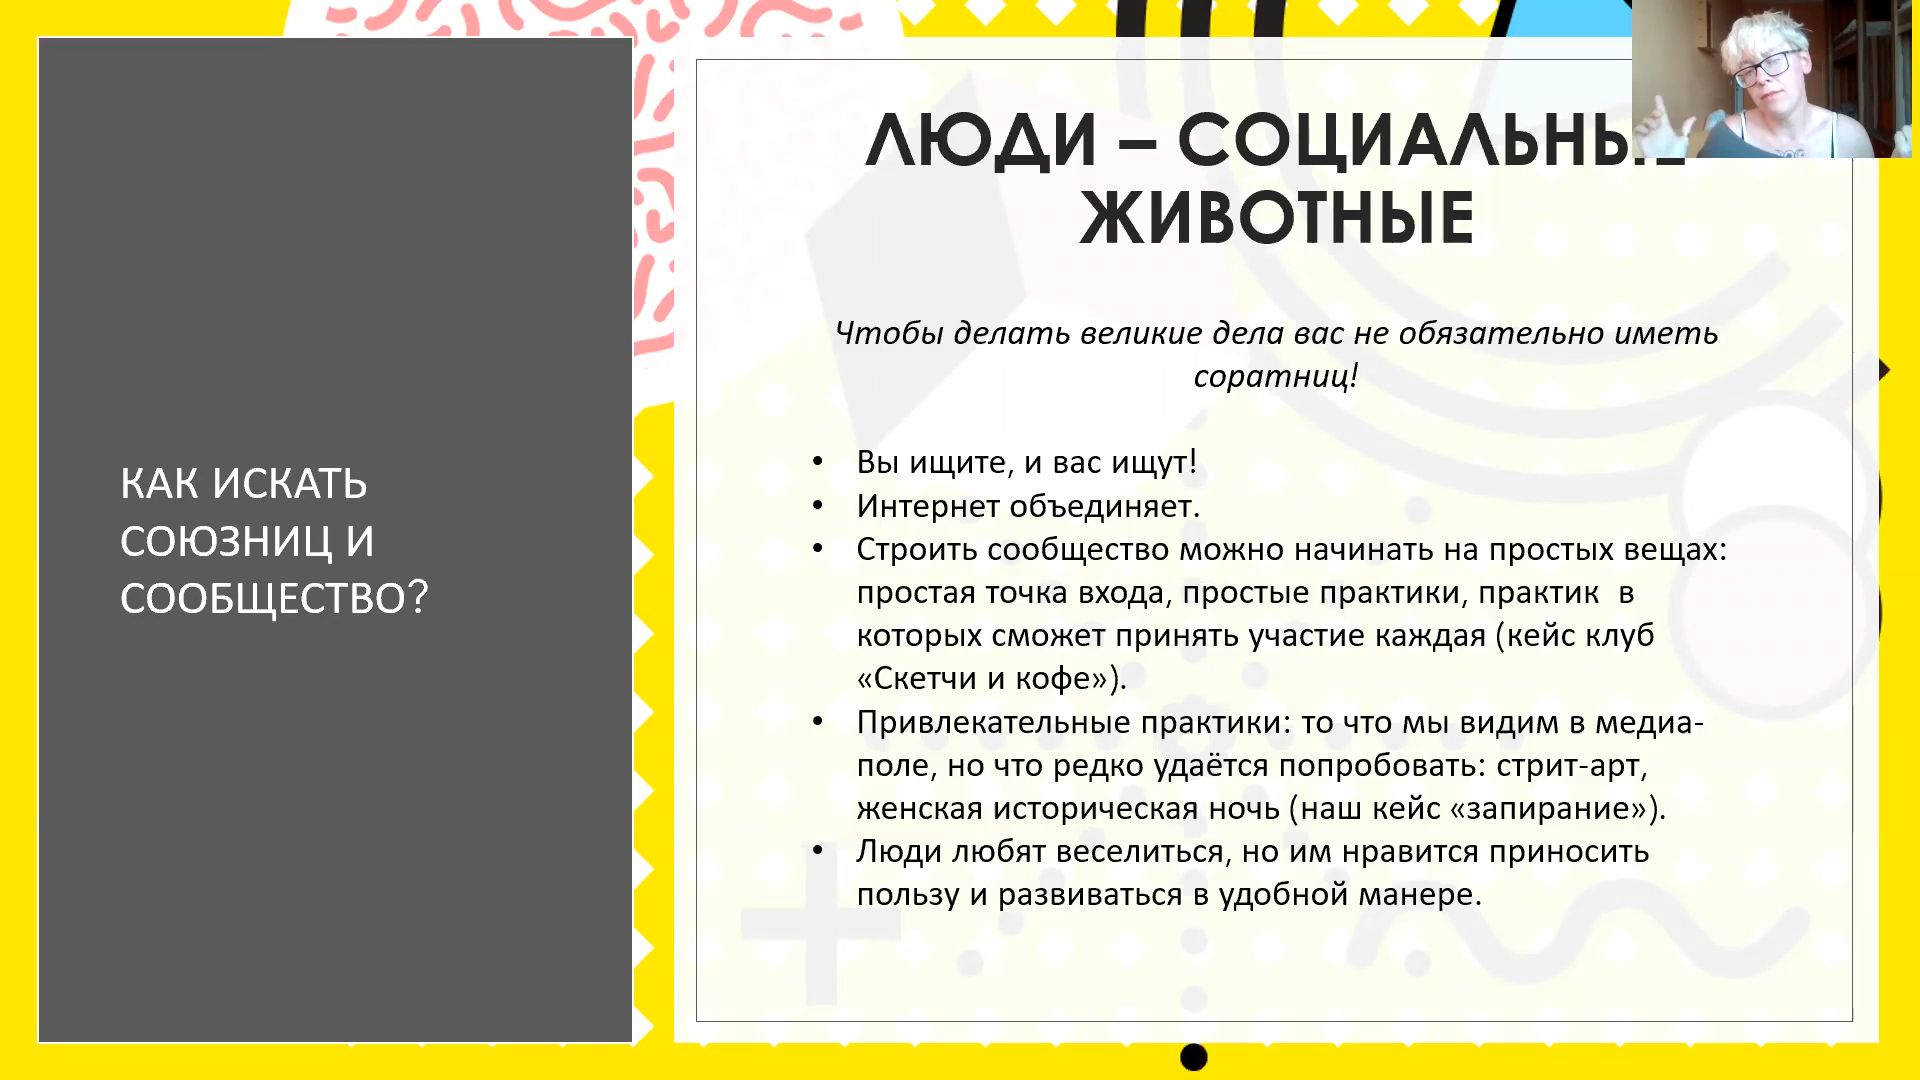 КАК ИСКАТЬ
СОЮЗНИЦ И
СООБЩЕСТВО?
ЛЮДИ – СОЦИАЛЬНЫЕ
ЖИВОТНЫЕ
Чтобы делать великие дела вас не обязательно иметь
соратниц!
• Вы ищите, и вас ищут!
• Интернет объединяет.
• Строить сообщество можно начинать на простых вещах:
простая точка входа, простые практики, практик  в
которых сможет принять участие каждая (кейс клуб
«Скетчи и кофе»).
• Привлекательные практики: то что мы видим в медиа-
поле, но что редко удаётся попробовать: стрит-арт,
женская историческая ночь (наш кейс «запирание»).
• Люди любят веселиться, но им нравится приносить
пользу и развиваться в удобной манере.